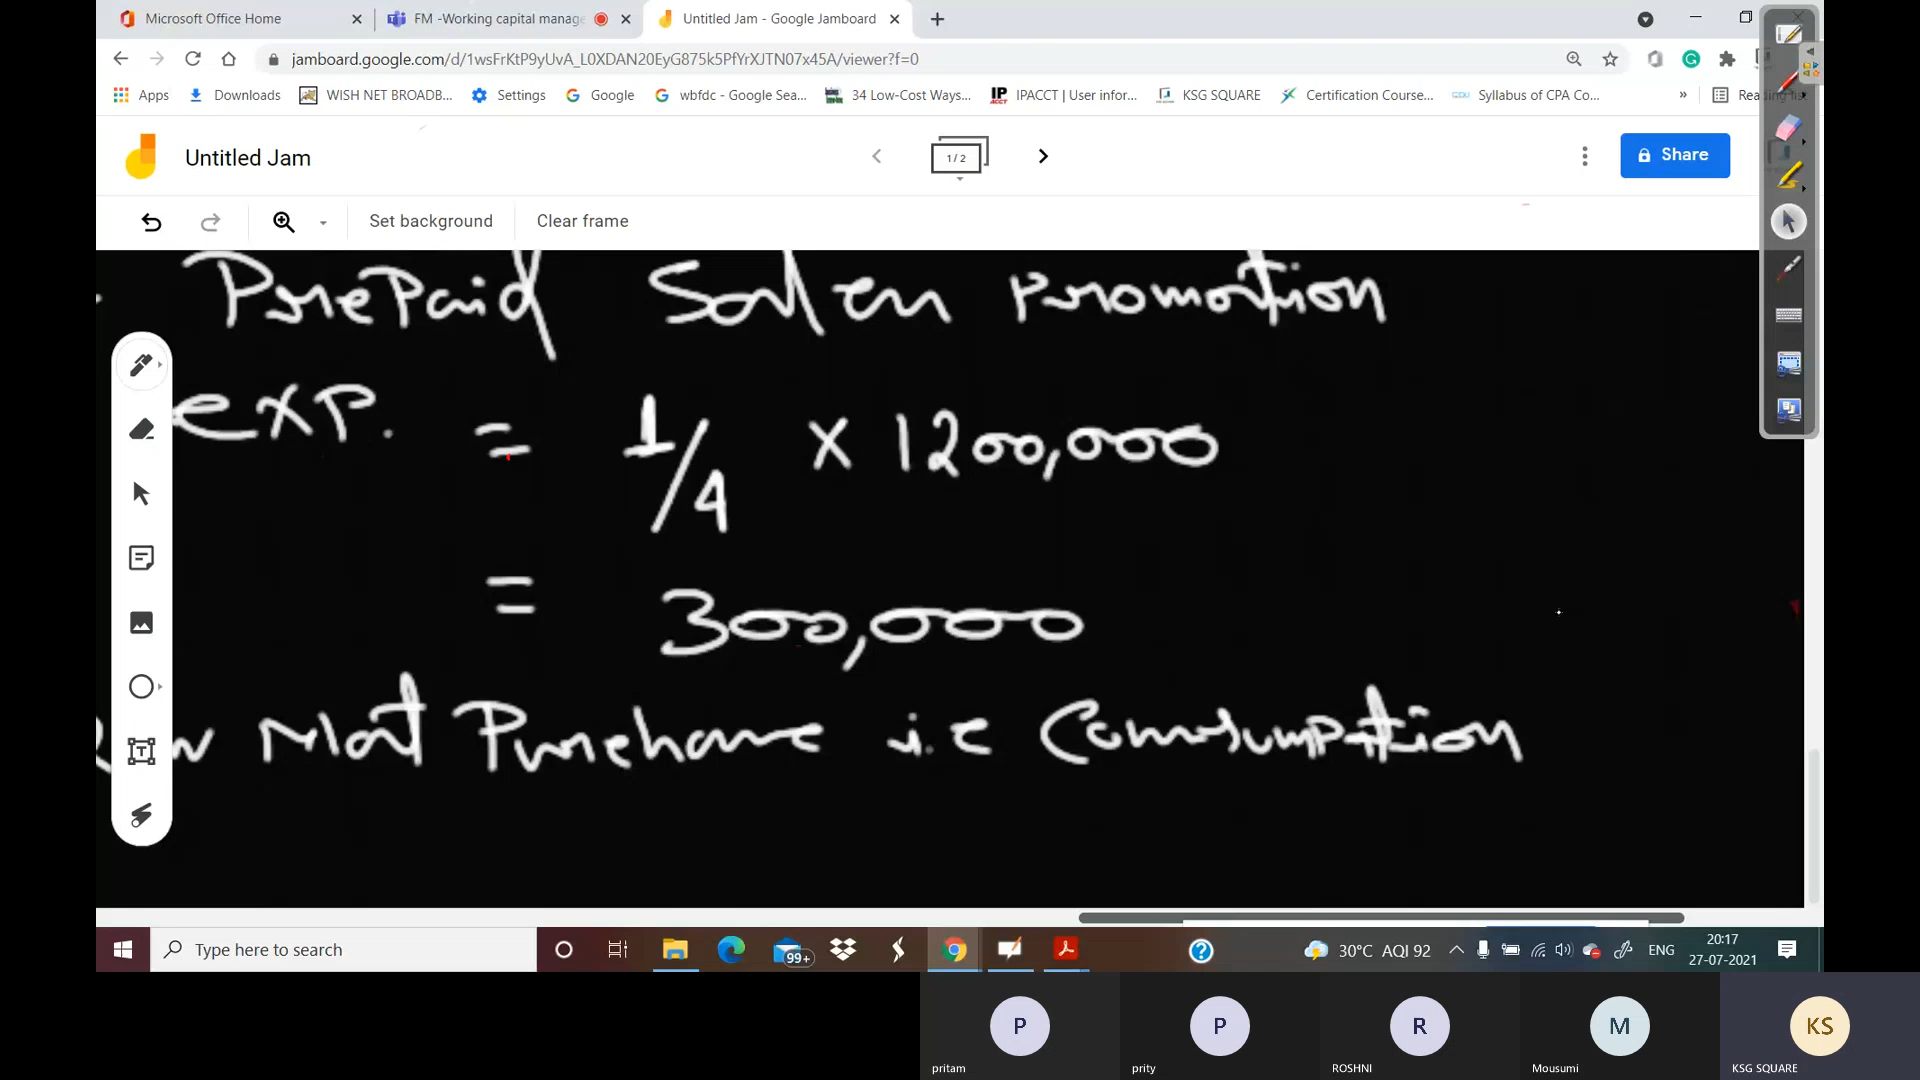 Microsoft Office Home
FM -Working capital manage
Untitled Jam - Google Jamboard
jamboard.google.com/d/1wsFrKtP9yUvA_L0XDAN20EyG875k5PfYrXJTN07x45A/viewer?f=0
Apps Downloads WISH NET BROADB... Settings Google wbfdc - Google Sea... 34 Low-Cost Ways... IPACCT | User infor... KSG SQUARE Certification Course... Syllabus of CPA Co... » Reading list
Untitled Jam
1 / 2
Share
Set background Clear frame
Prepaid Sales Promotion
exp. = 1/4 × 1200,000
= 300,000
Mat Purchase i.e Consumption
Type here to search
99+
30°C AQI 92
ENG
20:17
27-07-2021
P P R M KS
pritam prity ROSHNI Mousumi KSG SQUARE